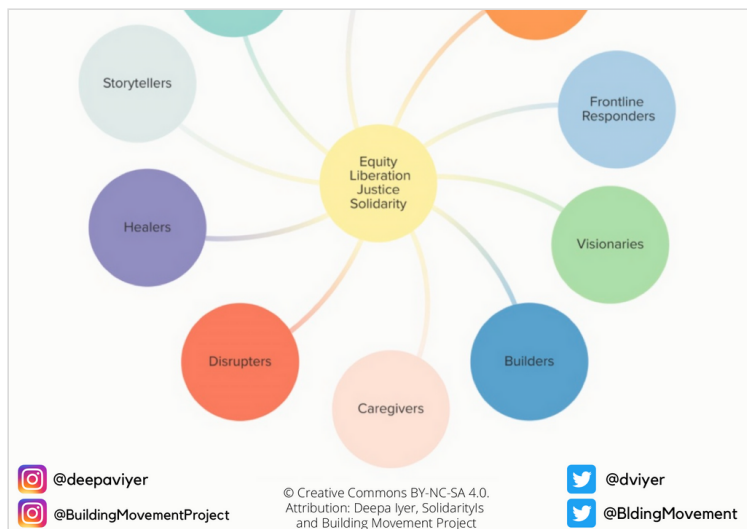 Storytellers
Frontline
Responders
Equity
Liberation
Justice
Solidarity
Healers
Visionaries
Disrupters
Builders
Caregivers
@deepaviyer
@BuildingMovementProject
© Creative Commons BY-NC-SA 4.0.
Attribution: Deepa Iyer, SolidarityIs
and Building Movement Project
@dviyer
@BldingMovement